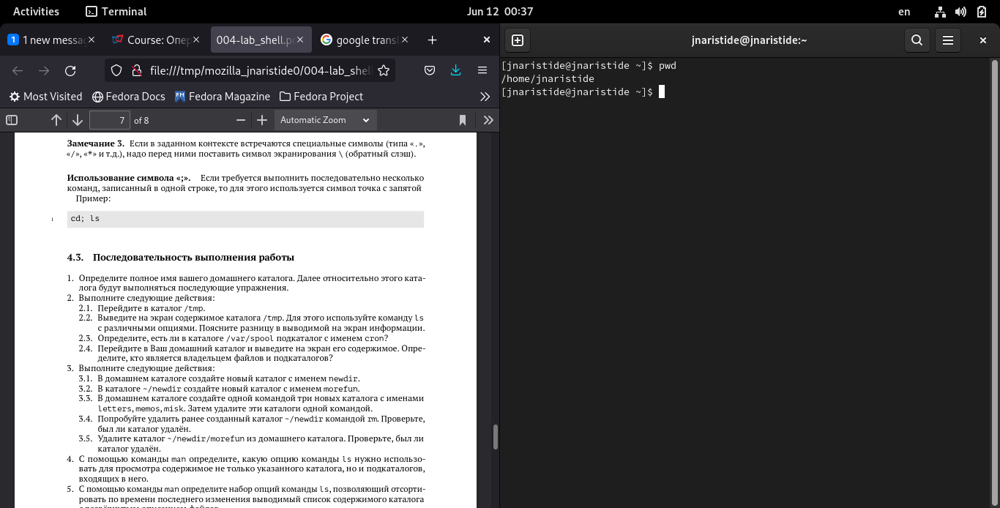 Activities Terminal Jun 12 00:37 en
1 1 new messa Course: Опер 004-lab_shell.p google transl
file:///tmp/mozilla_jnaristide0/004-lab_shel
Most Visited Fedora Docs Fedora Magazine Fedora Project
7 of 8 Automatic Zoom
Замечание 3. Если в заданном контексте встречаются специальные символы (типа «.»,
«/», «*» и т.д.), надо перед ними поставить символ экранирования \ (обратный слэш).
Использование символа «;». Если требуется выполнить последовательно несколько
команд, записанный в одной строке, то для этого используется символ точка с запятой
Пример:
1 cd; ls
4.3. Последовательность выполнения работы
1. Определите полное имя вашего домашнего каталога. Далее относительно этого ката-
лога будут выполняться последующие упражнения.
2. Выполните следующие действия:
2.1. Перейдите в каталог /tmp.
2.2. Выведите на экран содержимое каталога /tmp. Для этого используйте команду ls
с различными опциями. Поясните разницу в выводимой на экран информации.
2.3. Определите, есть ли в каталоге /var/spool подкаталог с именем cron?
2.4. Перейдите в Ваш домашний каталог и выведите на экран его содержимое. Опре-
делите, кто является владельцем файлов и подкаталогов?
3. Выполните следующие действия:
3.1. В домашнем каталоге создайте новый каталог с именем newdir.
3.2. В каталоге ~/newdir создайте новый каталог с именем morefun.
3.3. В домашнем каталоге создайте одной командой три новых каталога с именами
letters, memos, misk. Затем удалите эти каталоги одной командой.
3.4. Попробуйте удалить ранее созданный каталог ~/newdir командой rm. Проверьте,
был ли каталог удалён.
3.5. Удалите каталог ~/newdir/morefun из домашнего каталога. Проверьте, был ли
каталог удалён.
4. С помощью команды man определите, какую опцию команды ls нужно использо-
вать для просмотра содержимое не только указанного каталога, но и подкаталогов,
входящих в него.
5. С помощью команды man определите набор опций команды ls, позволяющий отсорти-
ровать по времени последнего изменения выводимый список содержимого каталога
jnaristide@jnaristide:~
[jnaristide@jnaristide ~]$ pwd
/home/jnaristide
[jnaristide@jnaristide ~]$